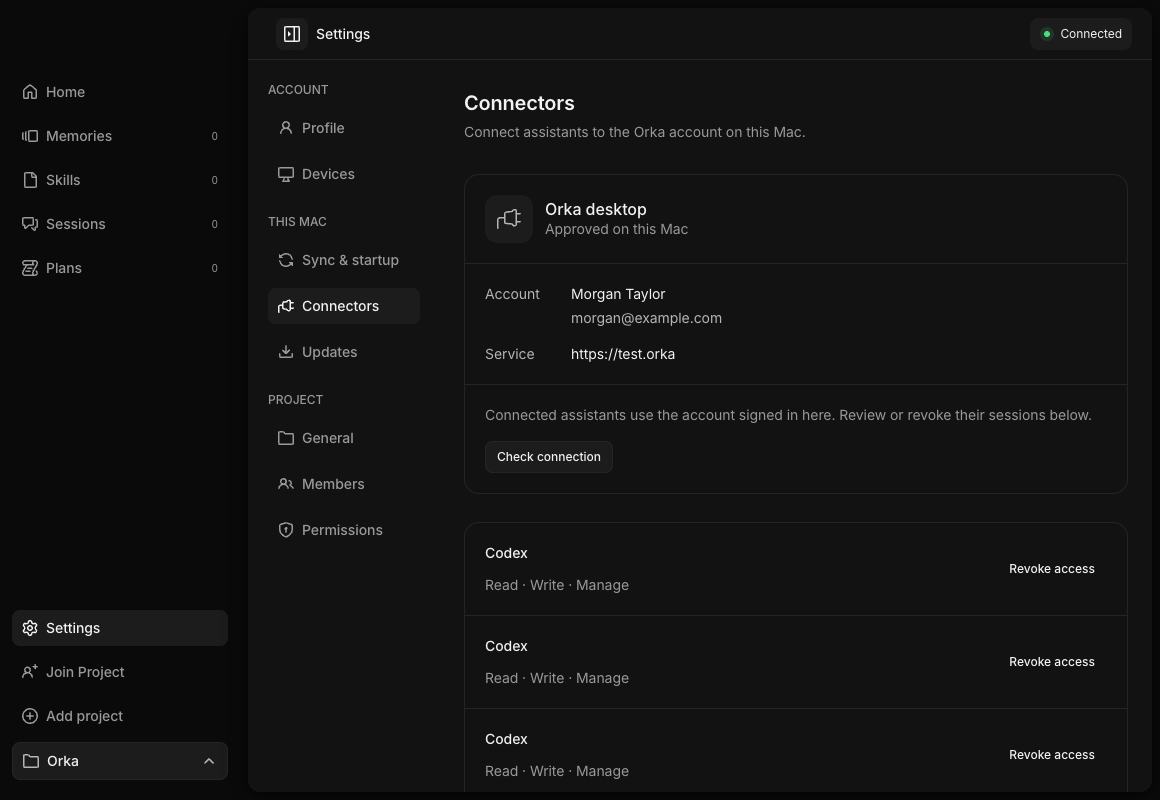 Settings
Connected
Home
Memories 0
Skills 0
Sessions 0
Plans 0
Settings
Join Project
Add project
Orka
ACCOUNT
Profile
Devices
THIS MAC
Sync & startup
Connectors
Updates
PROJECT
General
Members
Permissions
Connectors
Connect assistants to the Orka account on this Mac.
Orka desktop
Approved on this Mac
Account Morgan Taylor
morgan@example.com
Service https://test.orka
Connected assistants use the account signed in here. Review or revoke their sessions below.
Check connection
Codex
Read · Write · Manage
Revoke access
Codex
Read · Write · Manage
Revoke access
Codex
Read · Write · Manage
Revoke access